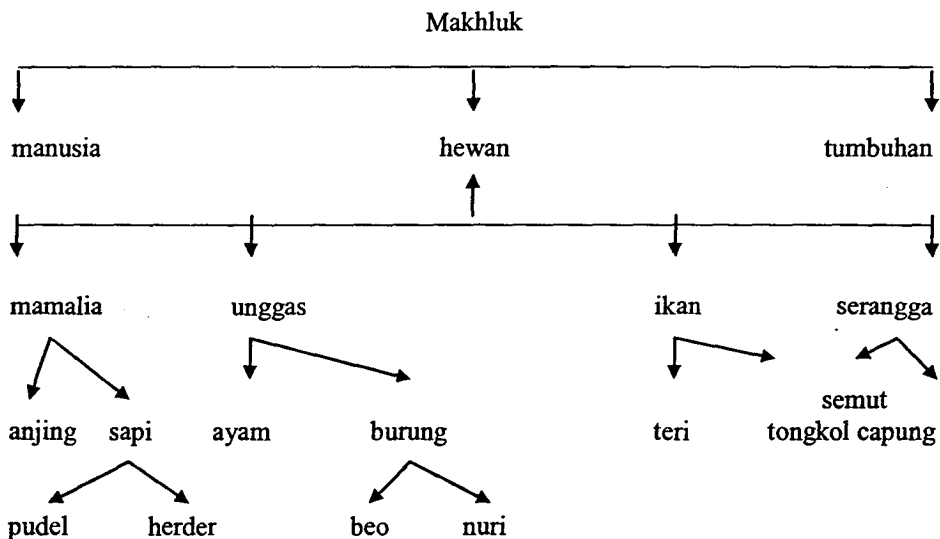 Makhluk
manusia hewan tumbuhan
mamalia unggas ikan serangga
semut
anjing sapi ayam burung teri tongkol capung
pudel herder beo nuri